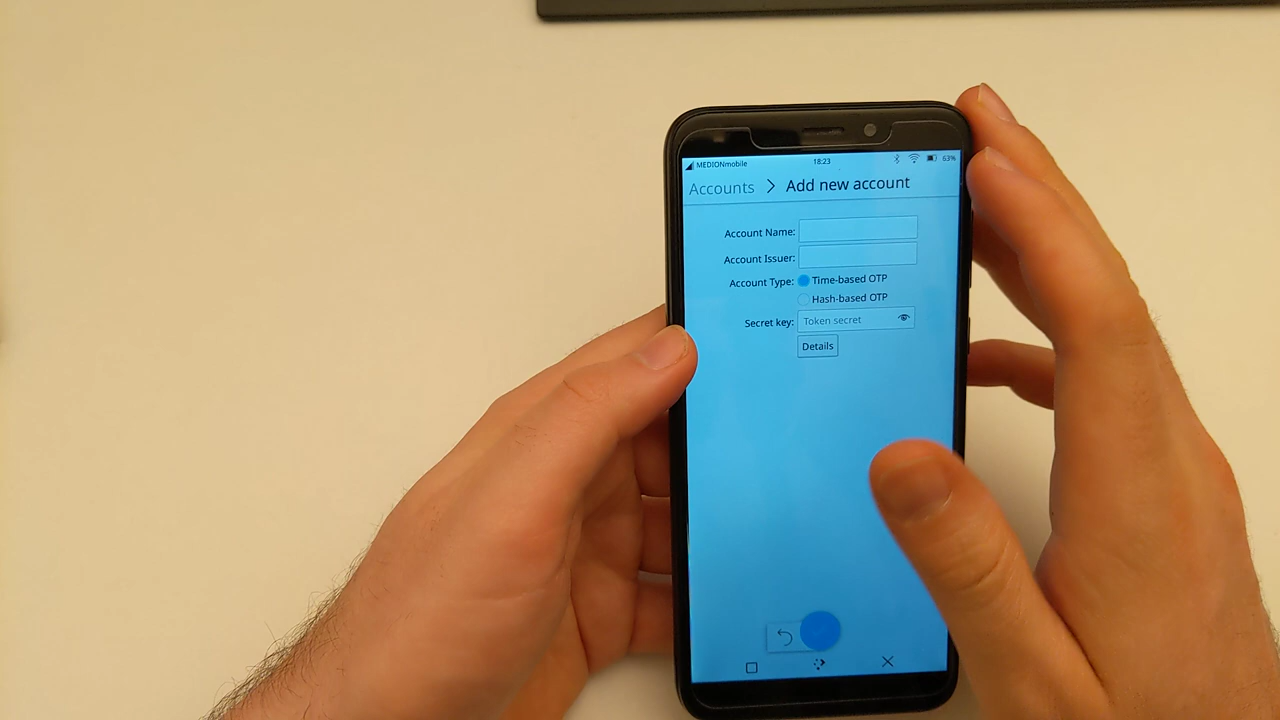 MEDIONmobile 18:23 63%
Accounts > Add new account
Account Name:
Account Issuer:
Account Type: Time-based OTP
Hash-based OTP
Secret key: Token secret
Details